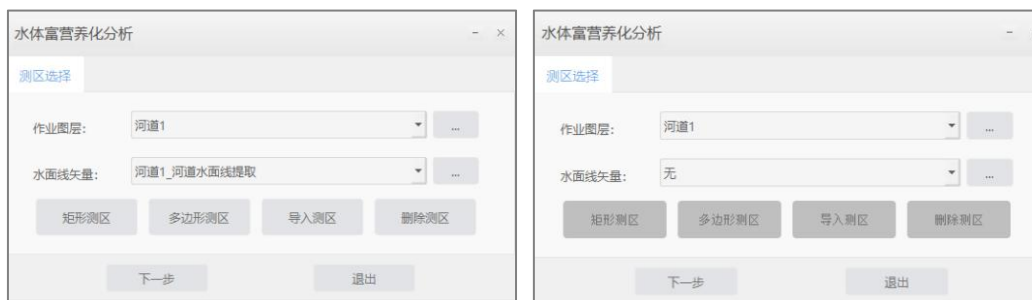 水体富营养化分析 - ×
测区选择
作业图层: 河道1 ...
水面线矢量: 河道1_河道水面线提取 ...
矩形测区 多边形测区 导入测区 删除测区
下一步 退出
水体富营养化分析 -
测区选择
作业图层: 河道1 ...
水面线矢量: 无 ...
矩形测区 多边形测区 导入测区 删除测区
下一步 退出